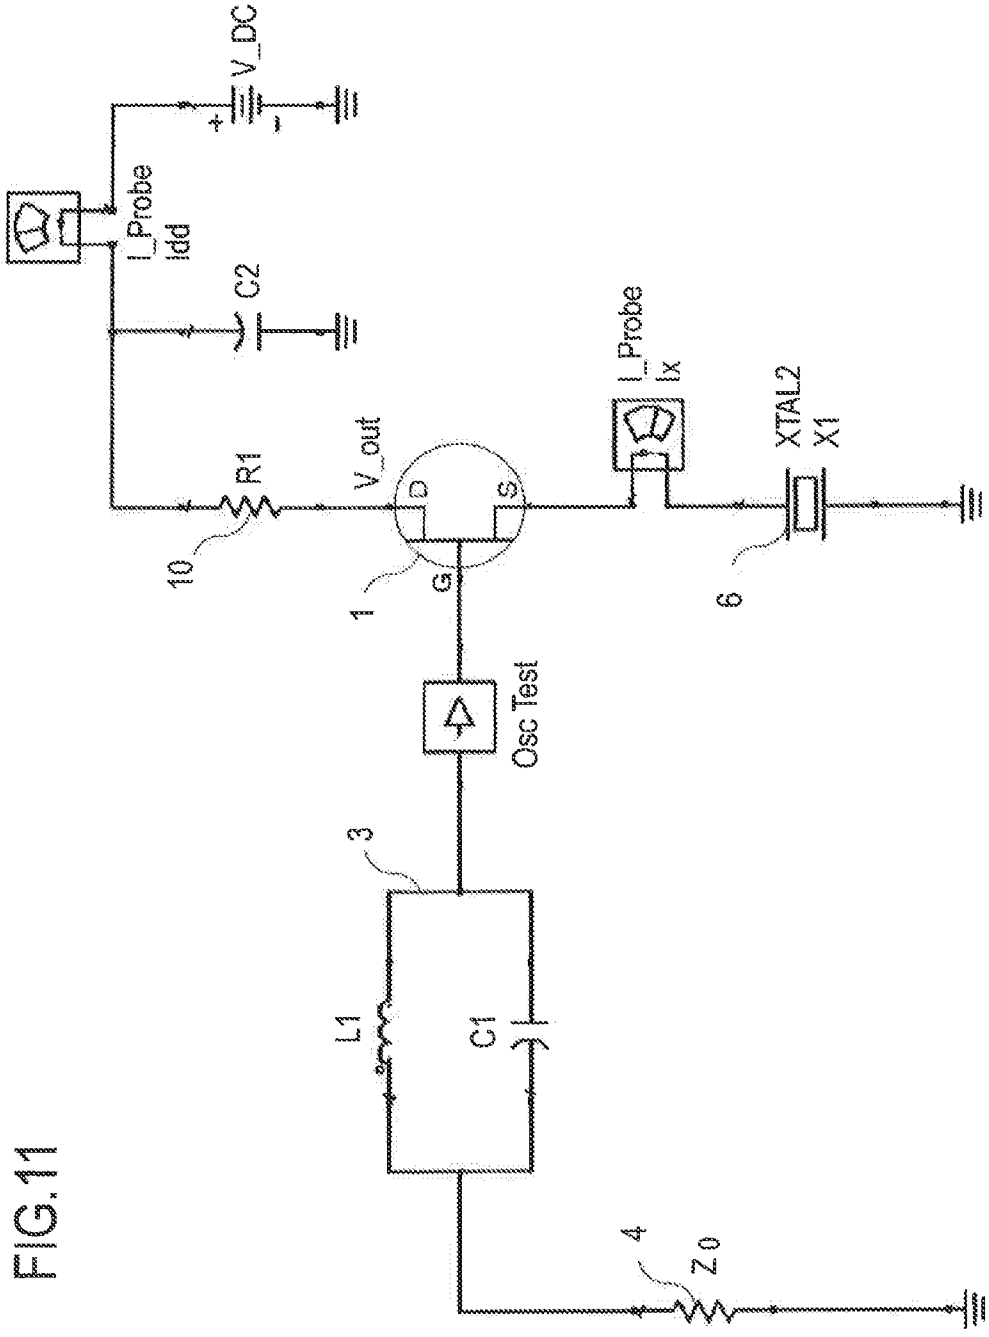 FIG.11
V_DC
+
-
I_Probe
Idd
C2
10
R1
V_out
D
S
G
1
I_Probe
Ix
XTAL2
X1
6
Osc Test
3
L1
C1
4
Z0